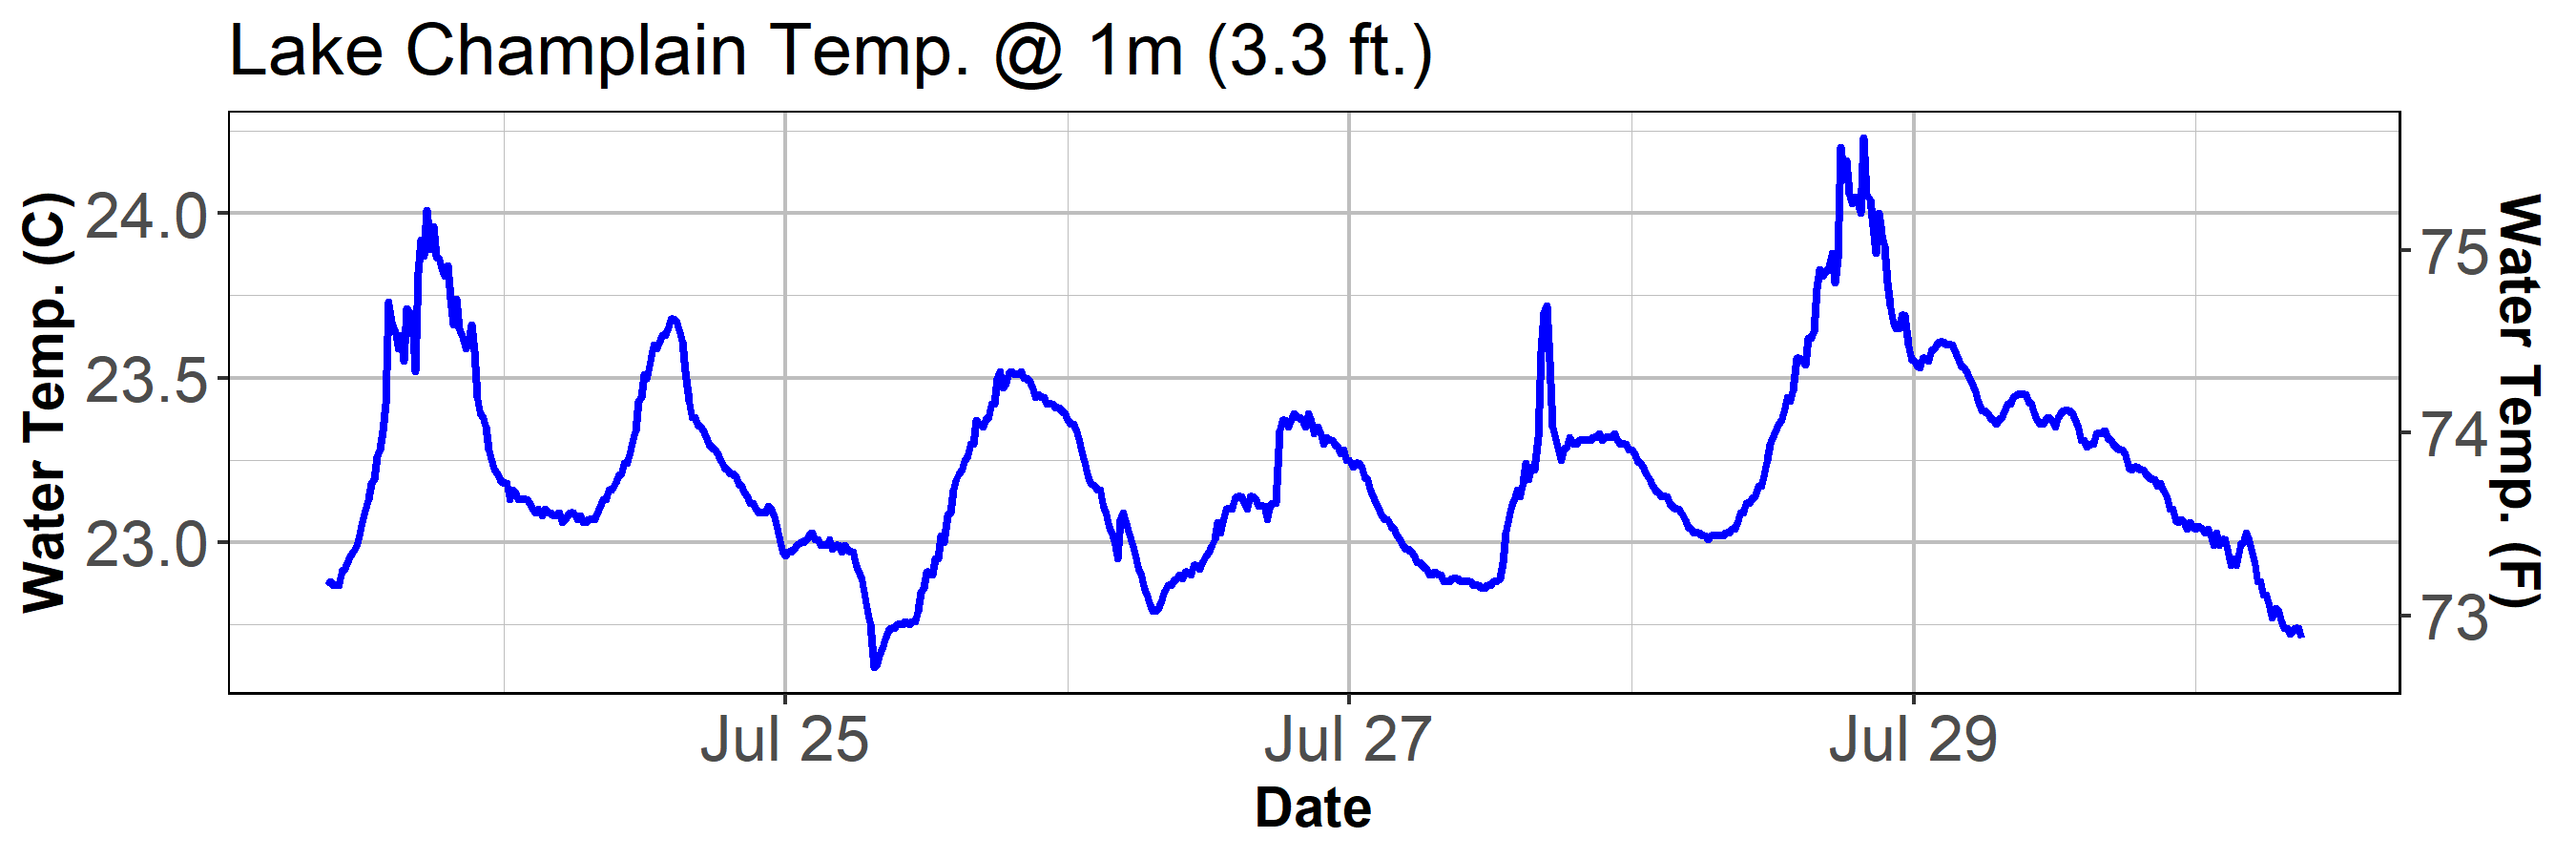 Lake Champlain Temp. @ 1m (3.3 ft.)
Water Temp. (C)
24.0
23.5
23.0
75
74
73
Water Temp. (F)
Jul 25
Jul 27
Jul 29
Date